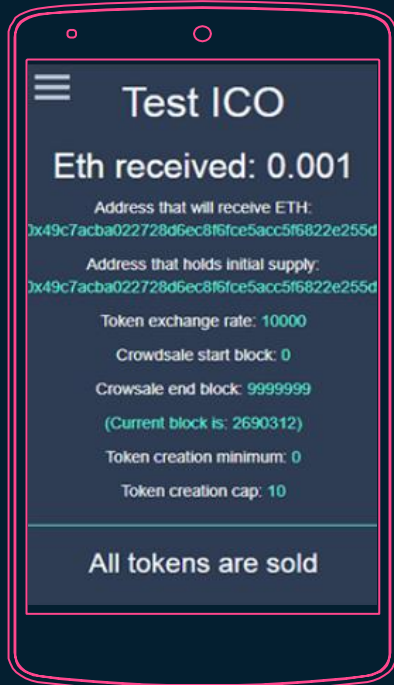 Test ICO
Eth received: 0.001
Address that will receive ETH:
0x49c7acba022728d6ec8f6fce5acc5f6822e255d
Address that holds initial supply:
0x49c7acba022728d6ec8f6fce5acc5f6822e255d
Token exchange rate: 10000
Crowdsale start block: 0
Crowsale end block: 9999999
(Current block is: 2690312)
Token creation minimum: 0
Token creation cap: 10
All tokens are sold